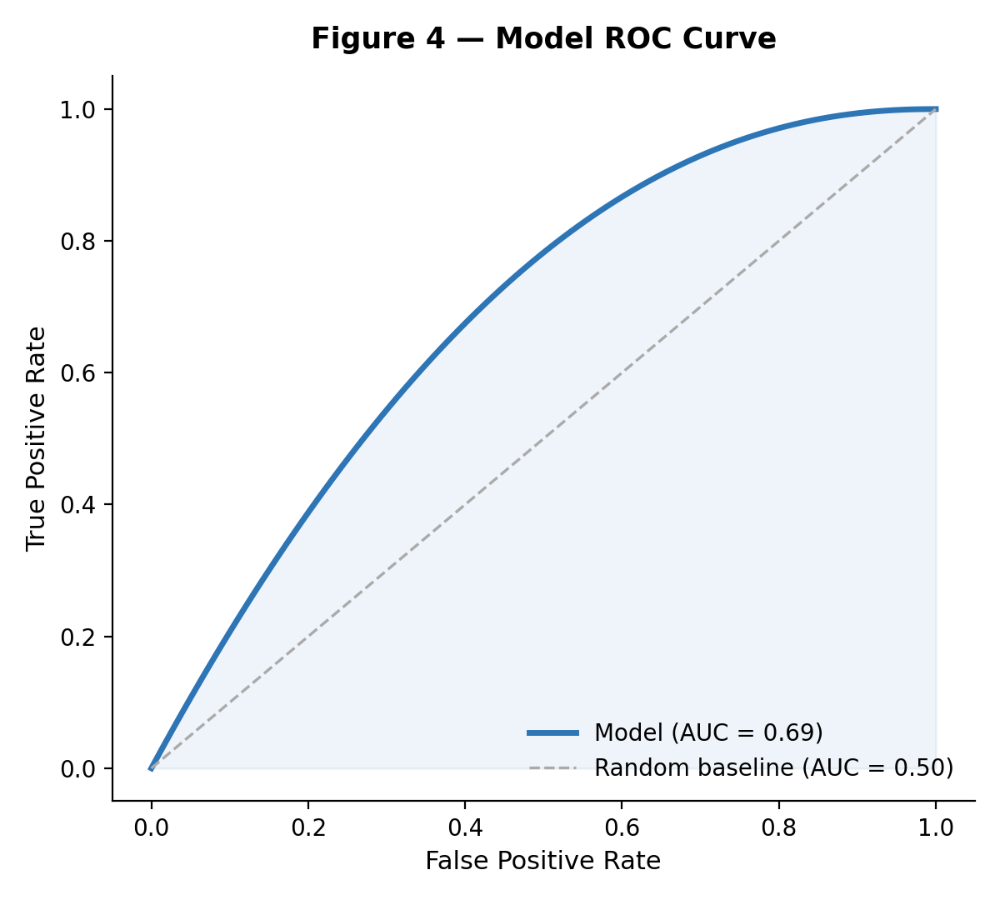 Figure 4 — Model ROC Curve
1.0
0.8
0.6
0.4
0.2
0.0
True Positive Rate
Model (AUC = 0.69)
Random baseline (AUC = 0.50)
0.0 0.2 0.4 0.6 0.8 1.0
False Positive Rate